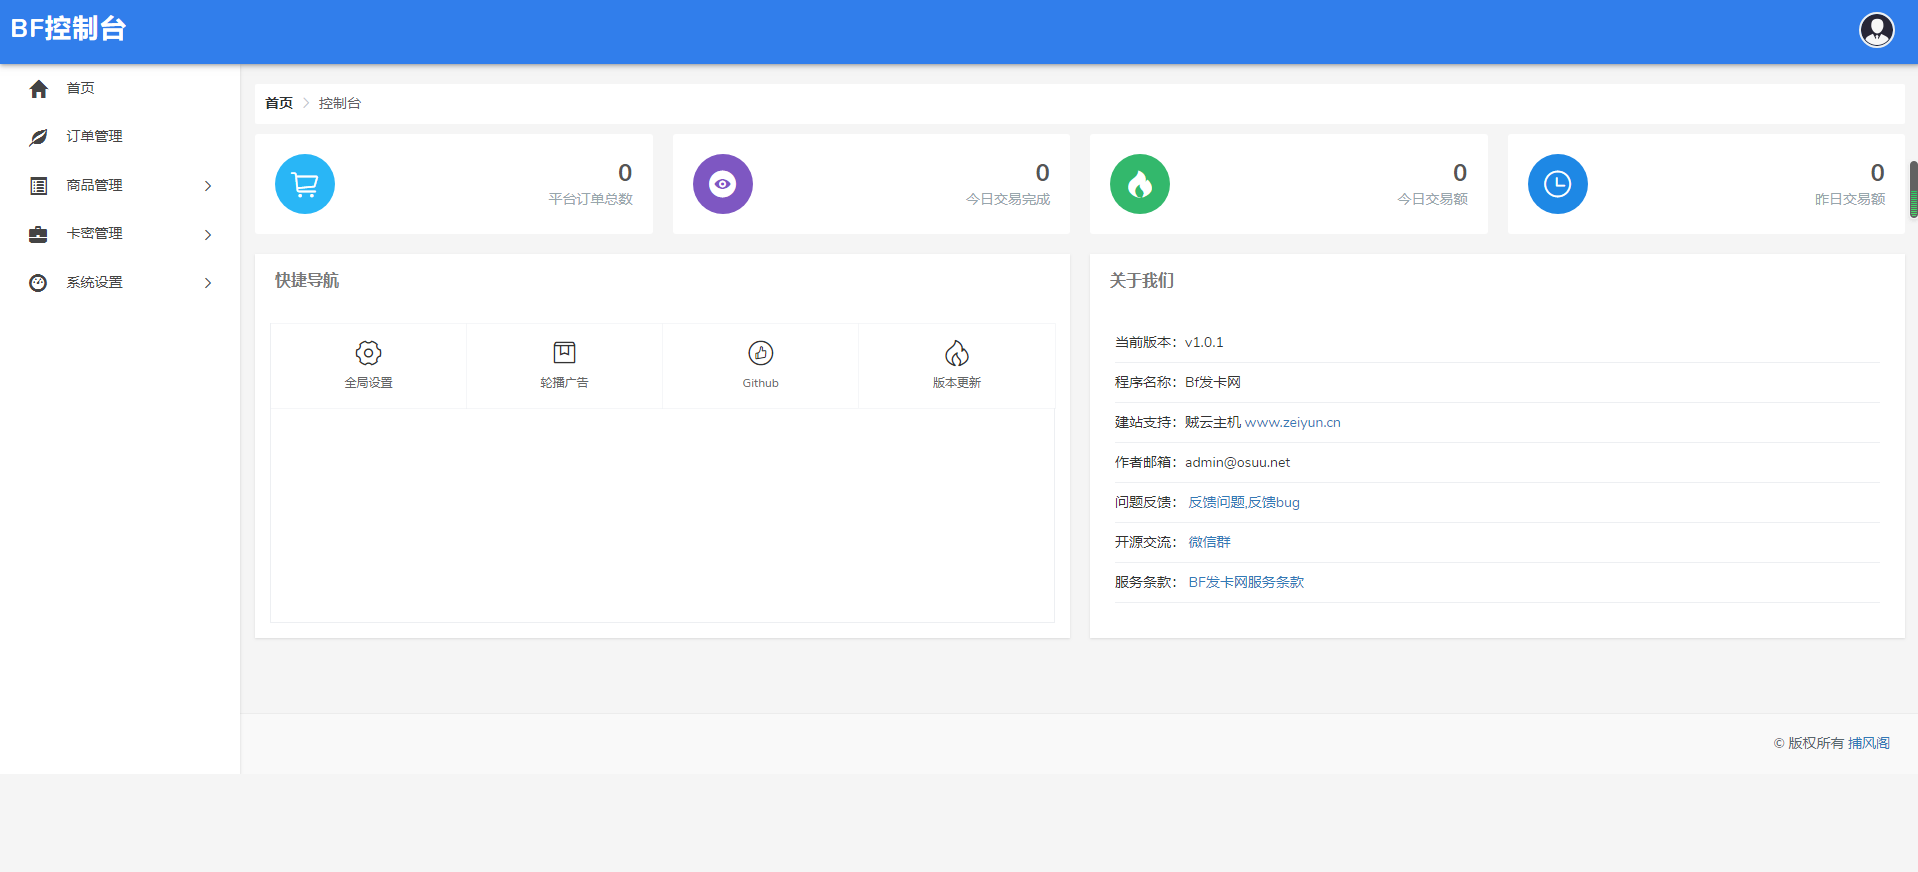 BF控制台
首页
订单管理
商品管理
卡密管理
系统设置
首页 控制台
0
平台订单总数
0
今日交易完成
0
今日交易额
0
昨日交易额
快捷导航
全局设置
轮播广告
Github
版本更新
关于我们
当前版本：v1.0.1
程序名称：Bf发卡网
建站支持：贼云主机 www.zeiyun.cn
作者邮箱：admin@osuu.net
问题反馈： 反馈问题,反馈bug
开源交流： 微信群
服务条款： BF发卡网服务条款
© 版权所有 捕风阁